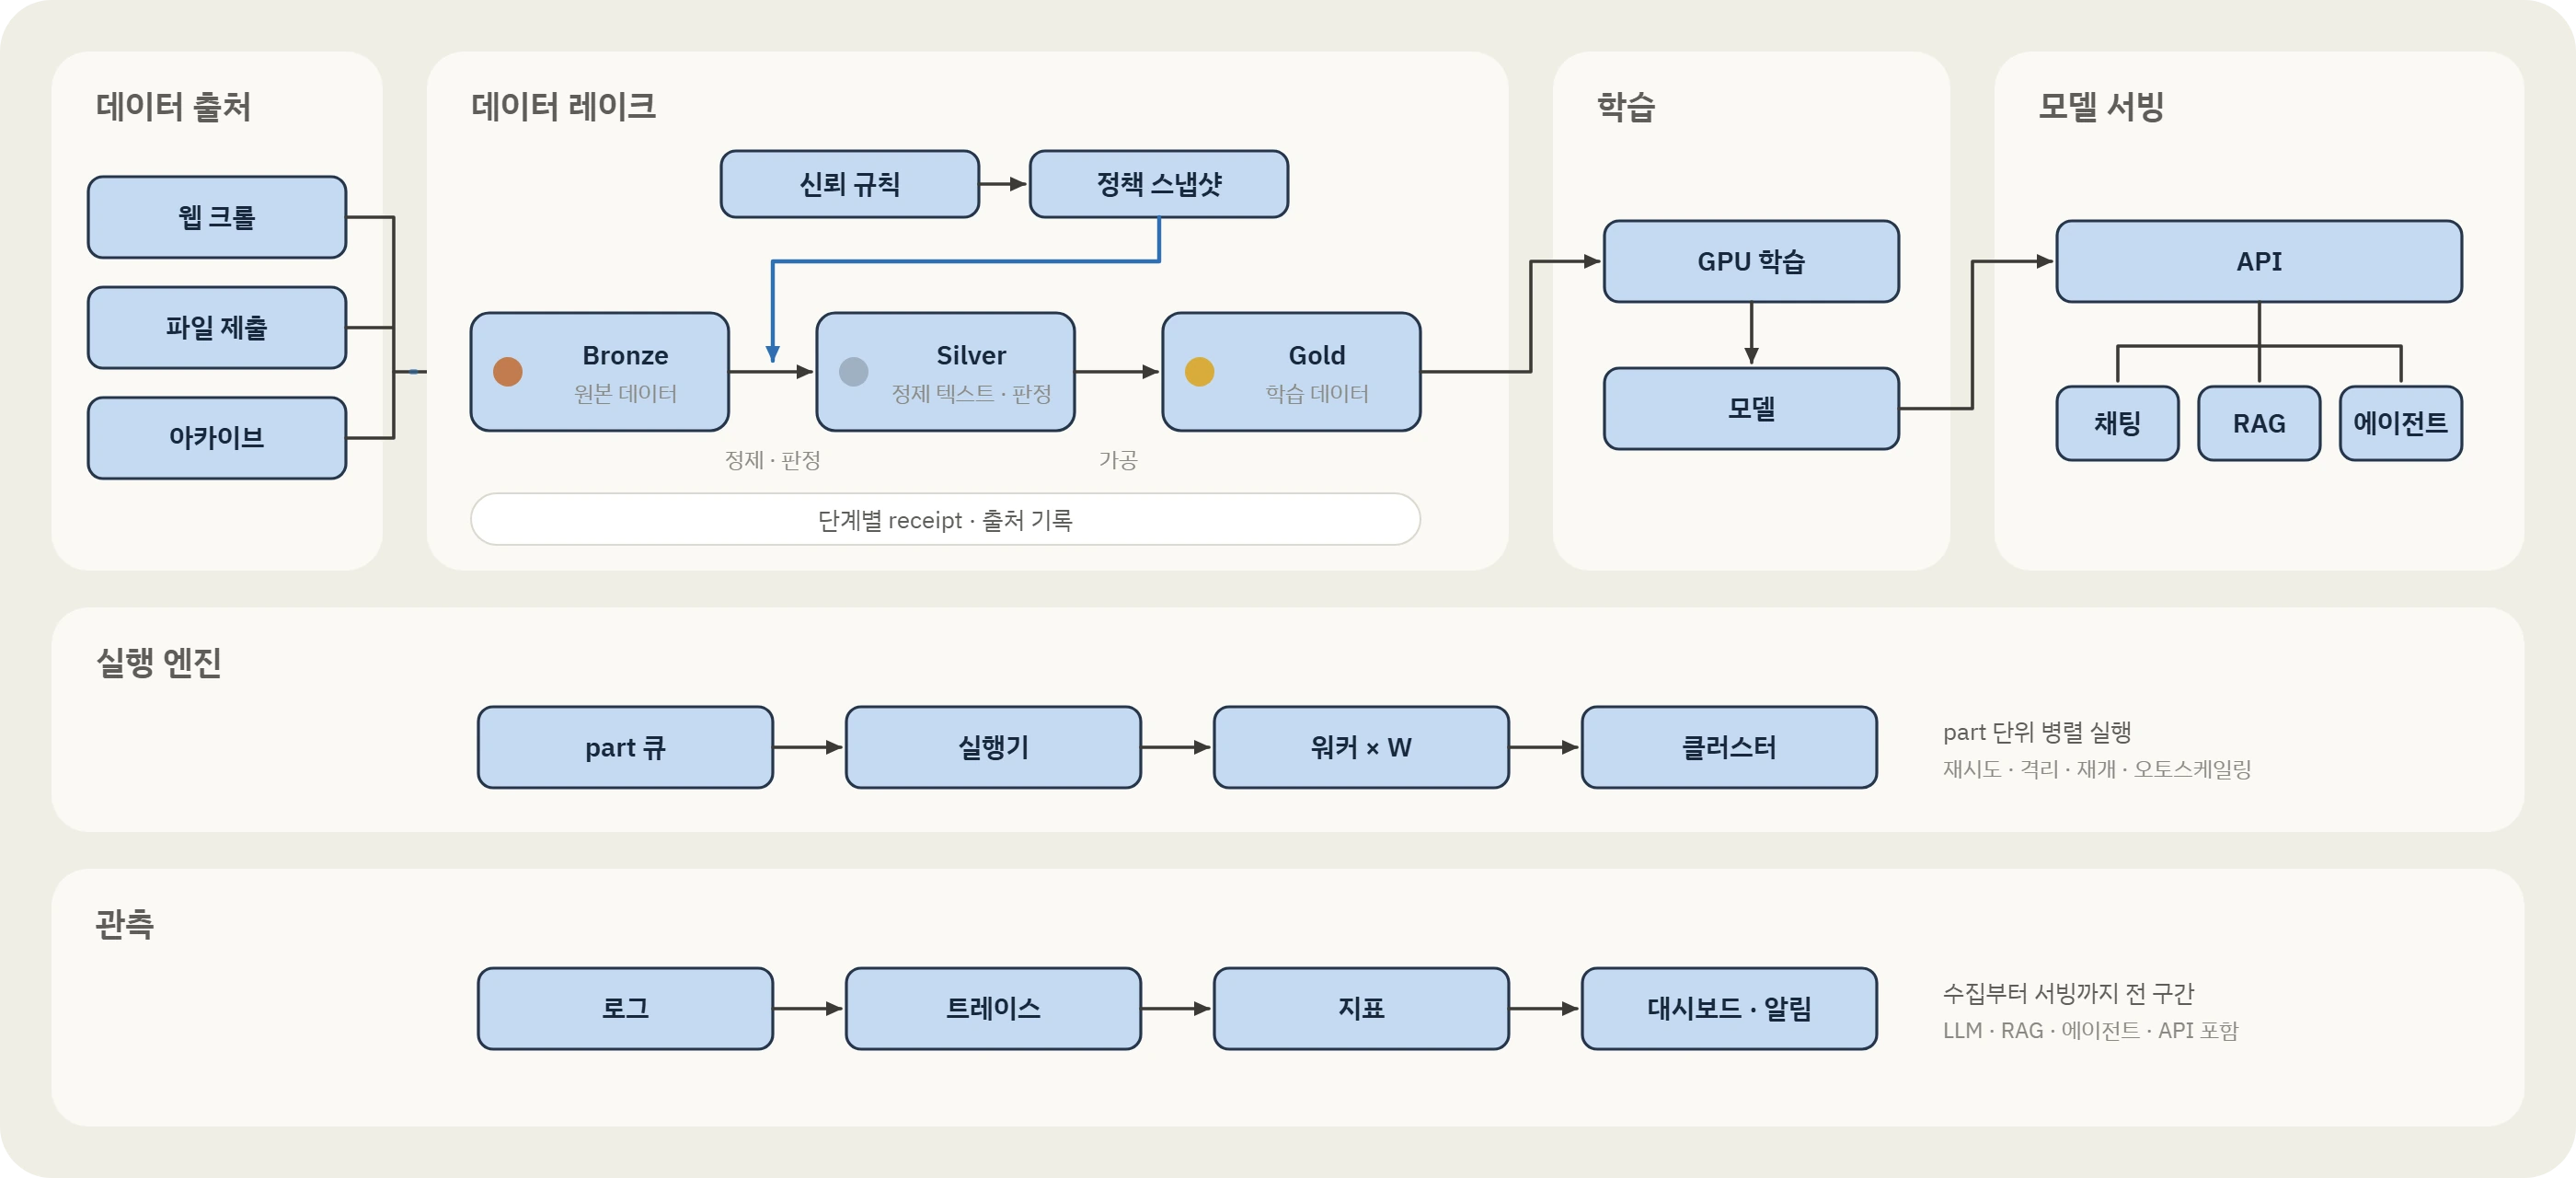 데이터 출처
웹 크롤
파일 제출
아카이브
데이터 레이크
신뢰 규칙
정책 스냅샷
Bronze
원본 데이터
Silver
정제 텍스트 · 판정
Gold
학습 데이터
정제 · 판정
가공
단계별 receipt · 출처 기록
학습
GPU 학습
모델
모델 서빙
API
채팅
RAG
에이전트
실행 엔진
part 큐
실행기
워커 × W
클러스터
part 단위 병렬 실행
재시도 · 격리 · 재개 · 오토스케일링
관측
로그
트레이스
지표
대시보드 · 알림
수집부터 서빙까지 전 구간
LLM · RAG · 에이전트 · API 포함